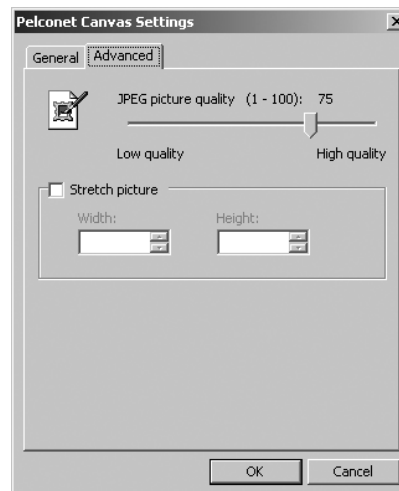 Pelconet Canvas Settings
General Advanced
JPEG picture quality (1 - 100): 75
Low quality High quality
Stretch picture
Width: Height:
OK Cancel